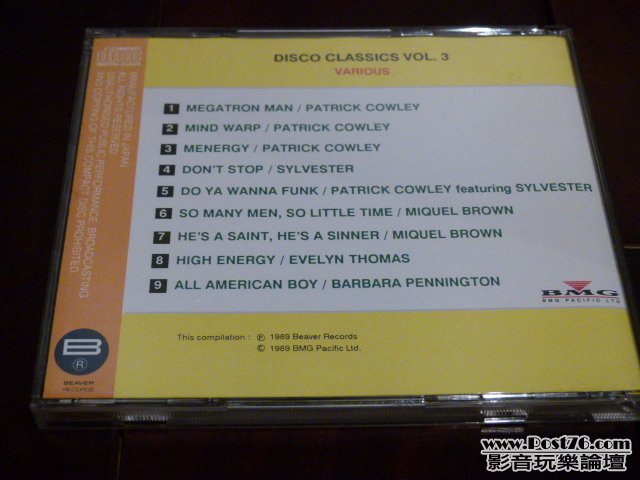 DISCO CLASSICS VOL. 3
VARIOUS
1 MEGATRON MAN / PATRICK COWLEY
2 MIND WARP / PATRICK COWLEY
3 MENERGY / PATRICK COWLEY
4 DON'T STOP / SYLVESTER
5 DO YA WANNA FUNK / PATRICK COWLEY featuring SYLVESTER
6 SO MANY MEN, SO LITTLE TIME / MIQUEL BROWN
7 HE'S A SAINT, HE'S A SINNER / MIQUEL BROWN
8 HIGH ENERGY / EVELYN THOMAS
9 ALL AMERICAN BOY / BARBARA PENNINGTON
BMG
BMG PACIFIC LTD
This compilation : Ⓟ 1989 Beaver Records
© 1989 BMG Pacific Ltd.
COMPACT
disc
DIGITAL AUDIO
MANUFACTURED IN JAPAN.
ALL RIGHTS RESERVED
UNAUTHORISED PUBLIC PERFORMANCE, BROADCASTING
AND COPYING OF THIS COMPACT DISC PROHIBITED.
B
®
BEAVER
RECORDS
www.Post76.com
影音玩樂論壇